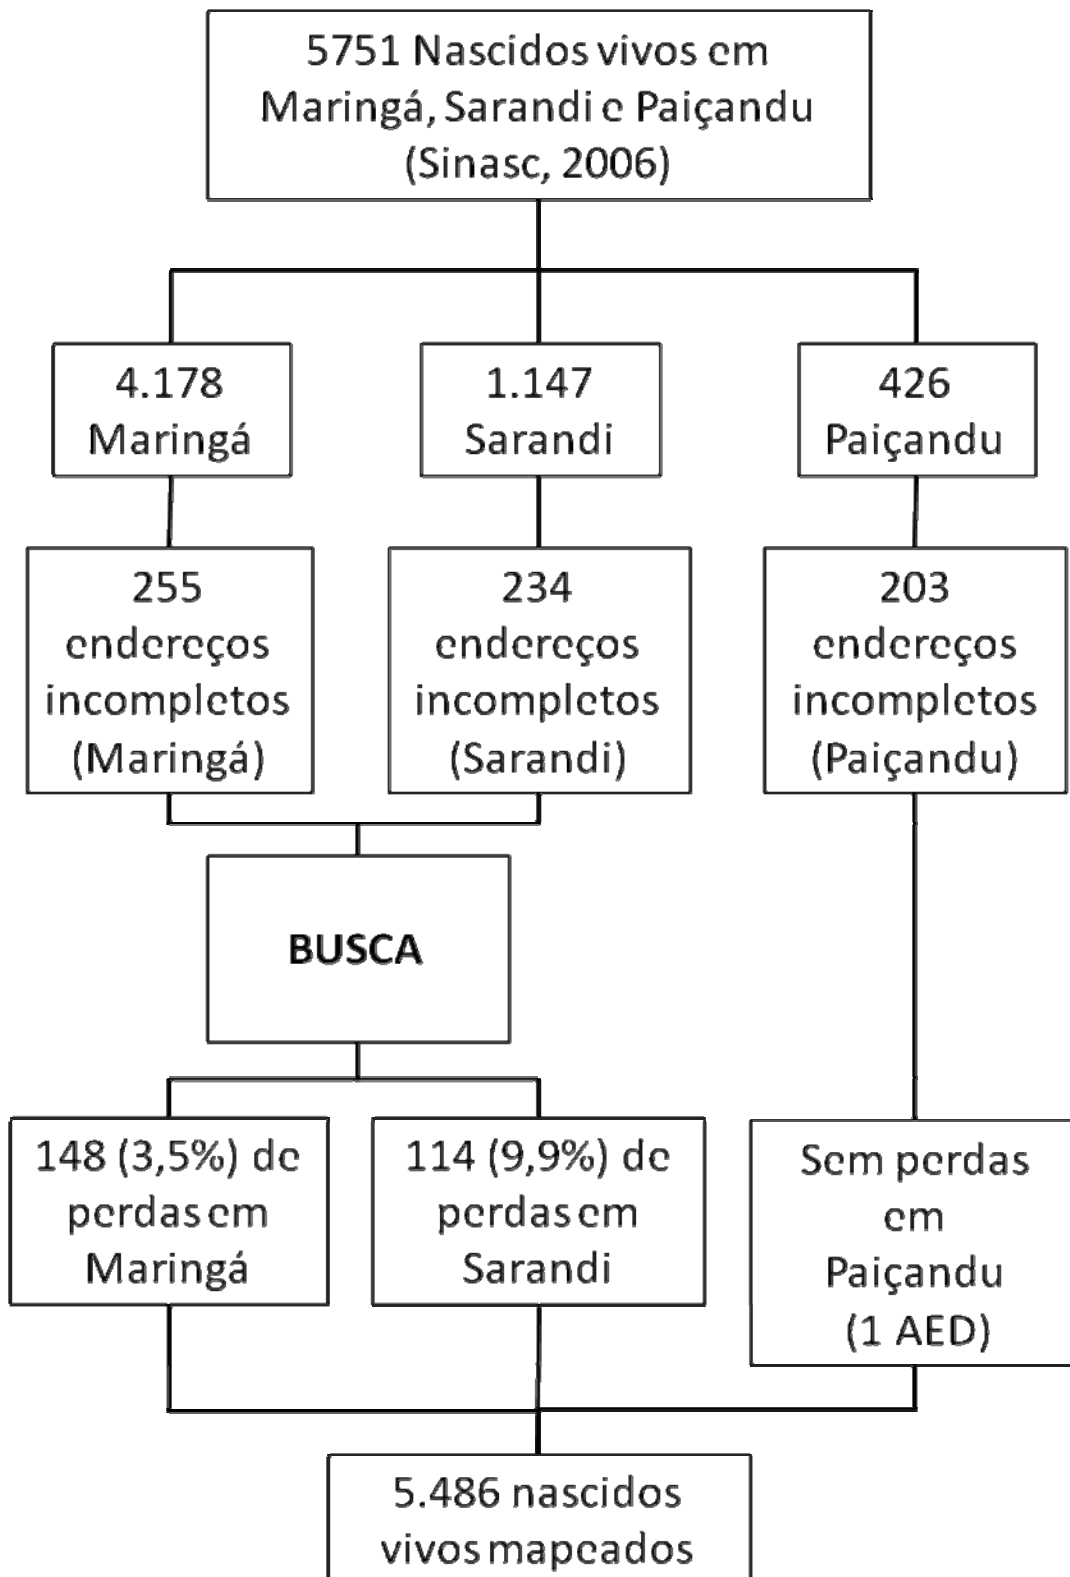 5751 Nascidos vivos em
Maringá, Sarandi e Paiçandu
(Sinasc, 2006)
4.178
Maringá
1.147
Sarandi
426
Paiçandu
255
endereços
incompletos
(Maringá)
234
endereços
incompletos
(Sarandi)
203
endereços
incompletos
(Paiçandu)
BUSCA
148 (3,5%) de
perdas em
Maringá
114 (9,9%) de
perdas em
Sarandi
Sem perdas
em
Paiçandu
(1 AED)
5.486 nascidos
vivos mapeados